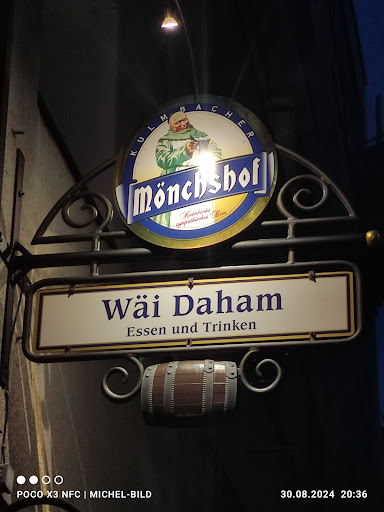 KULMBACHER
Mönchshof
Wäi Daham
Essen und Trinken
POCO X3 NFC | MICHEL-BILD
30.08.2024 20:36